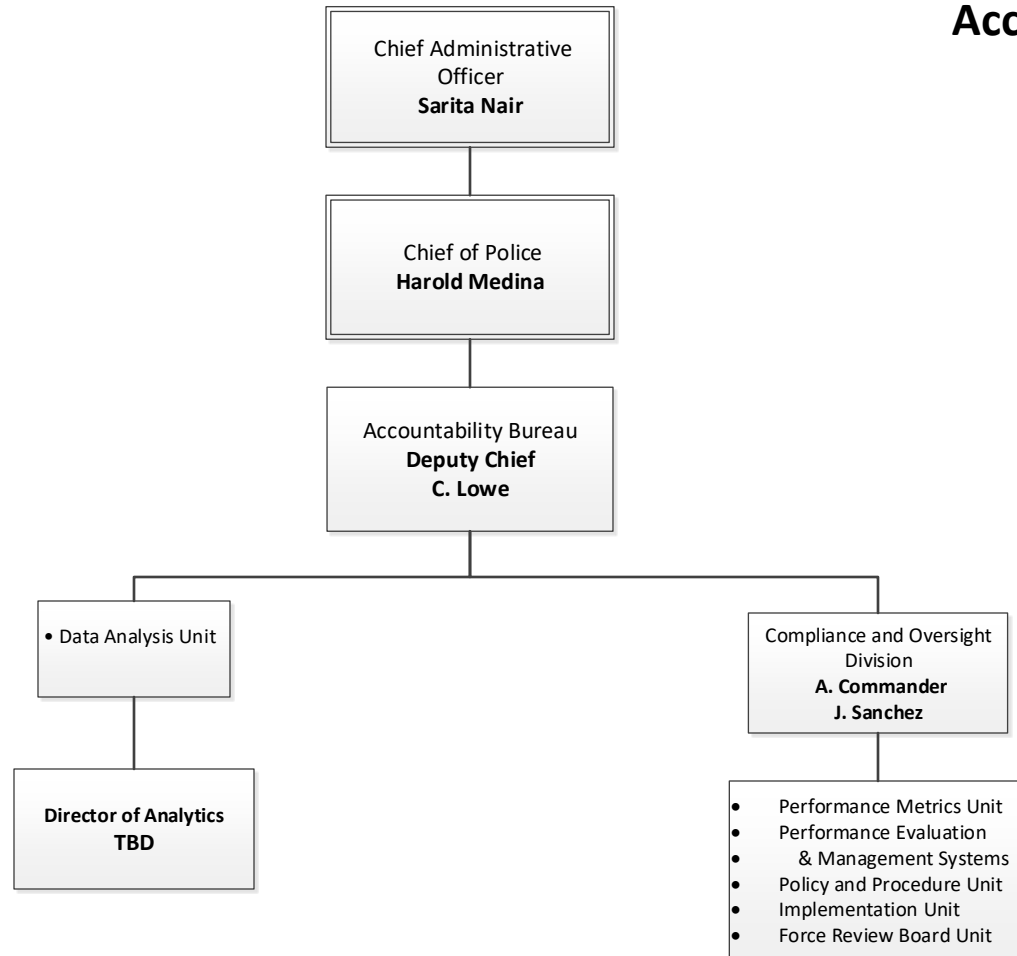 Acc
Chief Administrative
Officer
Sarita Nair
Chief of Police
Harold Medina
Accountability Bureau
Deputy Chief
C. Lowe
• Data Analysis Unit
Compliance and Oversight
Division
A. Commander
J. Sanchez
Director of Analytics
TBD
• Performance Metrics Unit
• Performance Evaluation
• & Management Systems
• Policy and Procedure Unit
• Implementation Unit
• Force Review Board Unit